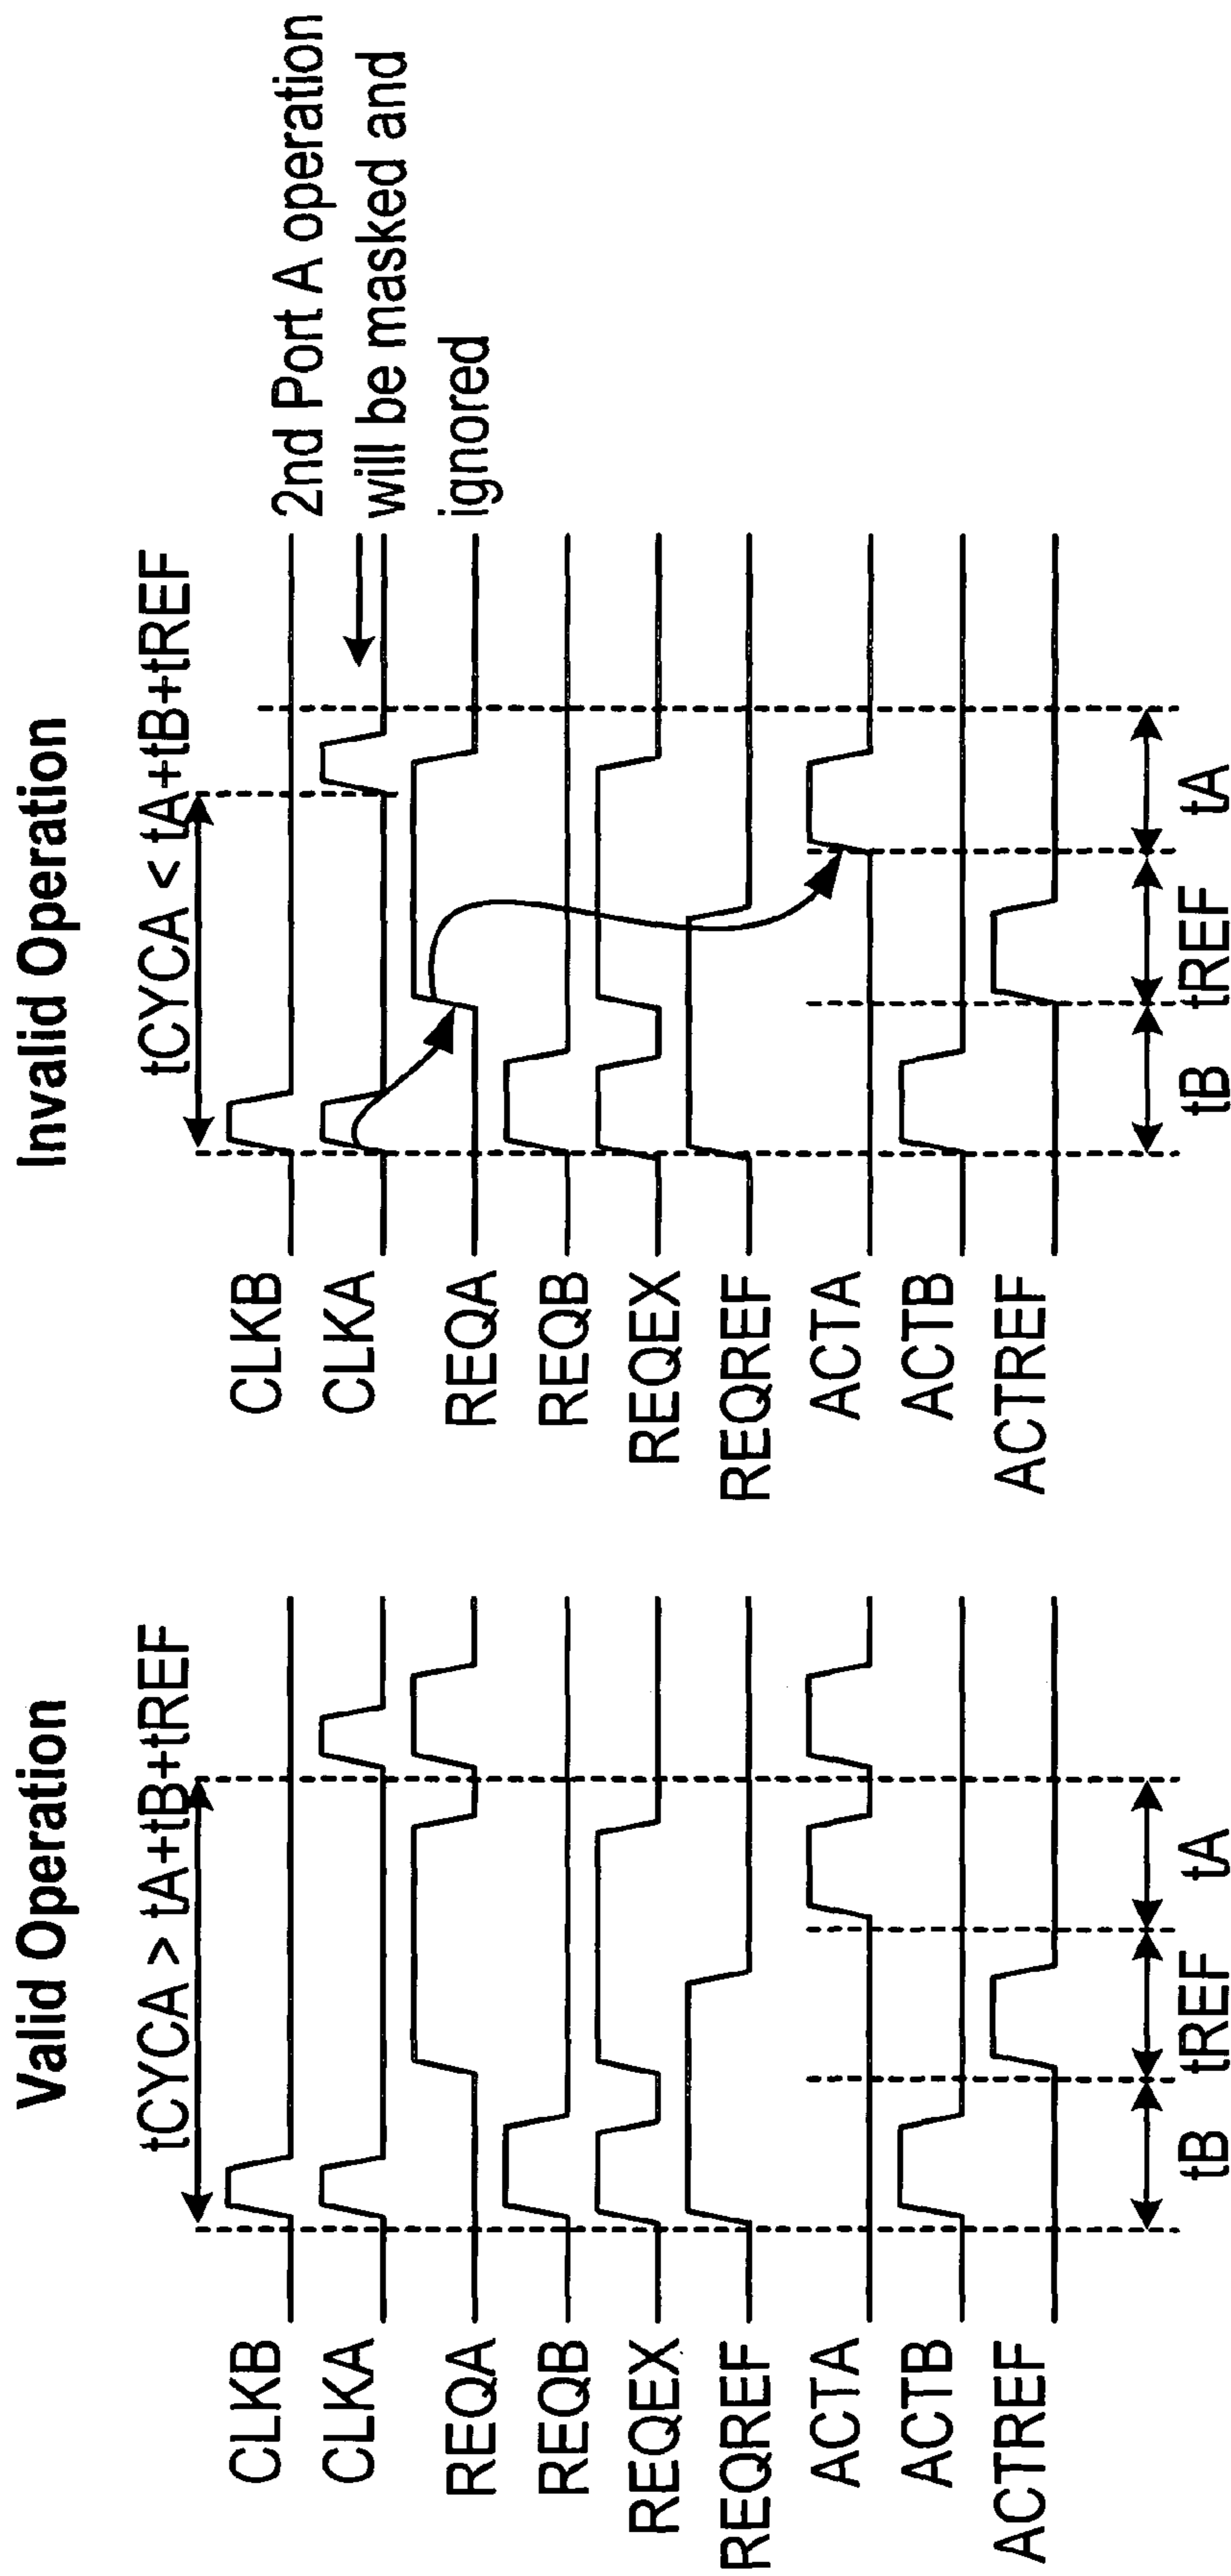 Valid Operation
tCYCA > tA+tB+tREF
CLKB
CLKA
REQA
REQB
REQEX
REQREF
ACTA
ACTB
ACTREF
tB
tREF
tA
Invalid Operation
tCYCA < tA+tB+tREF
CLKB
CLKA
REQA
REQB
REQEX
REQREF
ACTA
ACTB
ACTREF
tB
tREF
tA
2nd Port A operation
will be masked and
ignored